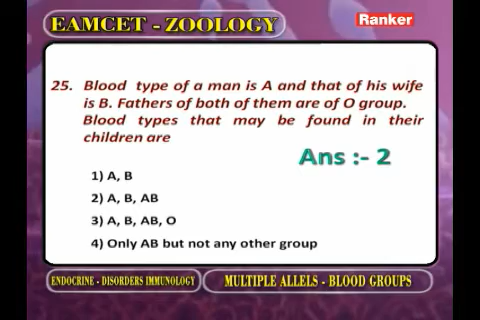 EAMCET - ZOOLOGY
Ranker
25. Blood type of a man is A and that of his wife
is B. Fathers of both of them are of O group.
Blood types that may be found in their
children are
Ans :- 2
1) A, B
2) A, B, AB
3) A, B, AB, O
4) Only AB but not any other group
ENDOCRINE - DISORDERS IMMUNOLOGY
MULTIPLE ALLELS - BLOOD GROUPS